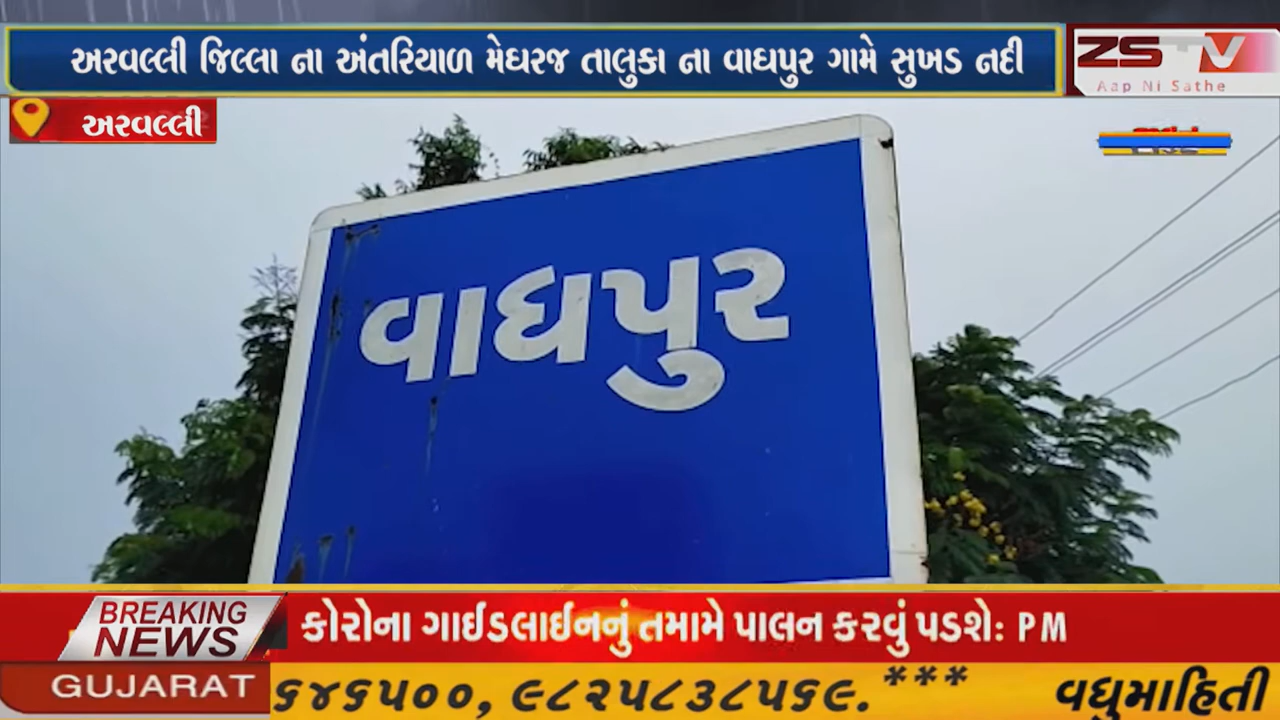 અરવલ્લી જિલ્લા ના અંતરિયાળ મેઘરજ તાલુકા ના વાઘપુર ગામે સુખડ નદી
ZS TV
Aap Ni Sathe
અરવલ્લી
વાઘપુર
BREAKING NEWS
કોરોના ગાઈડલાઈનનું તમામે પાલન કરવું પડશેઃ PM
GUJARAT
૬૪૬૫૦૦, ૯૮૨૫૮૩૮૫૬૯. *** વધુમાહિતી